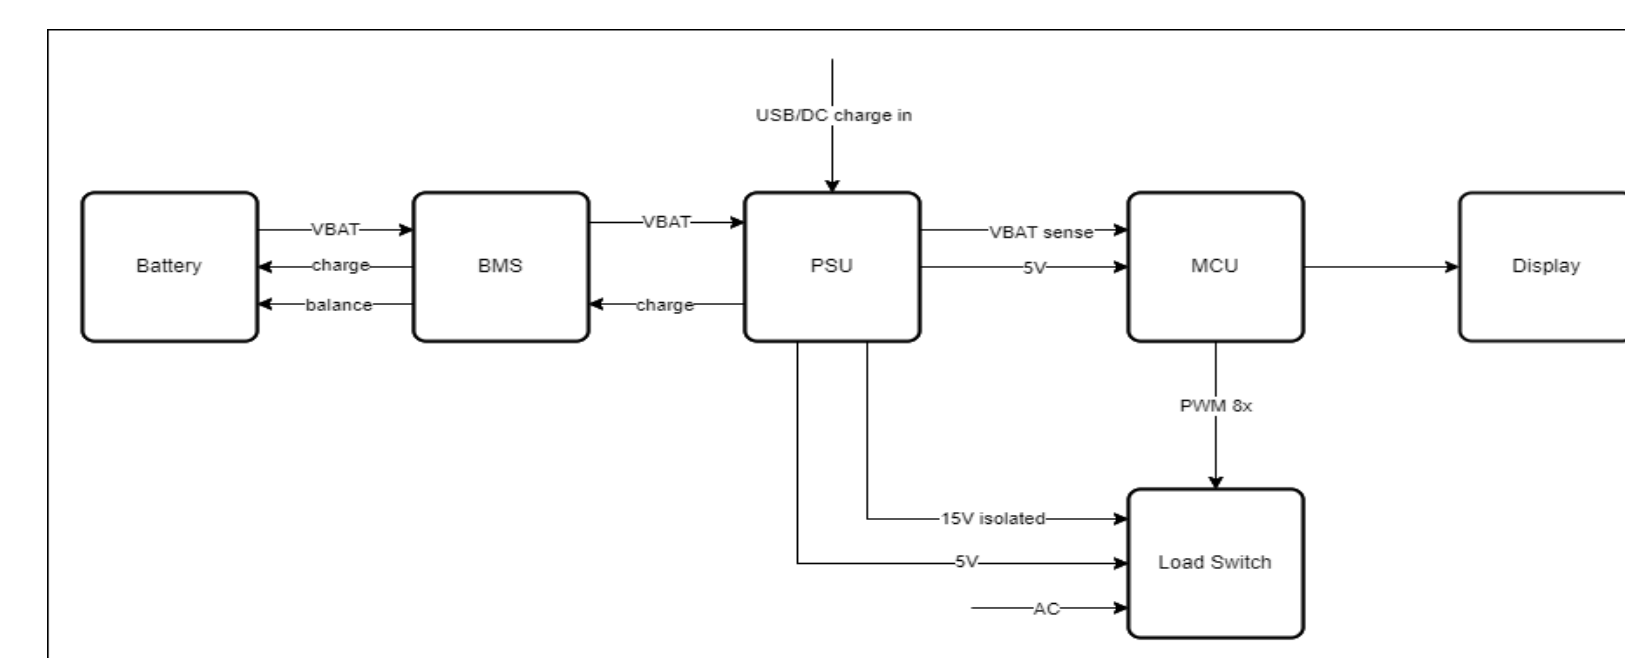 USB/DC charge in
Battery
VBAT
charge
balance
BMS
VBAT
charge
PSU
VBAT sense
5V
MCU
Display
PWM 8x
15V isolated
5V
AC
Load Switch